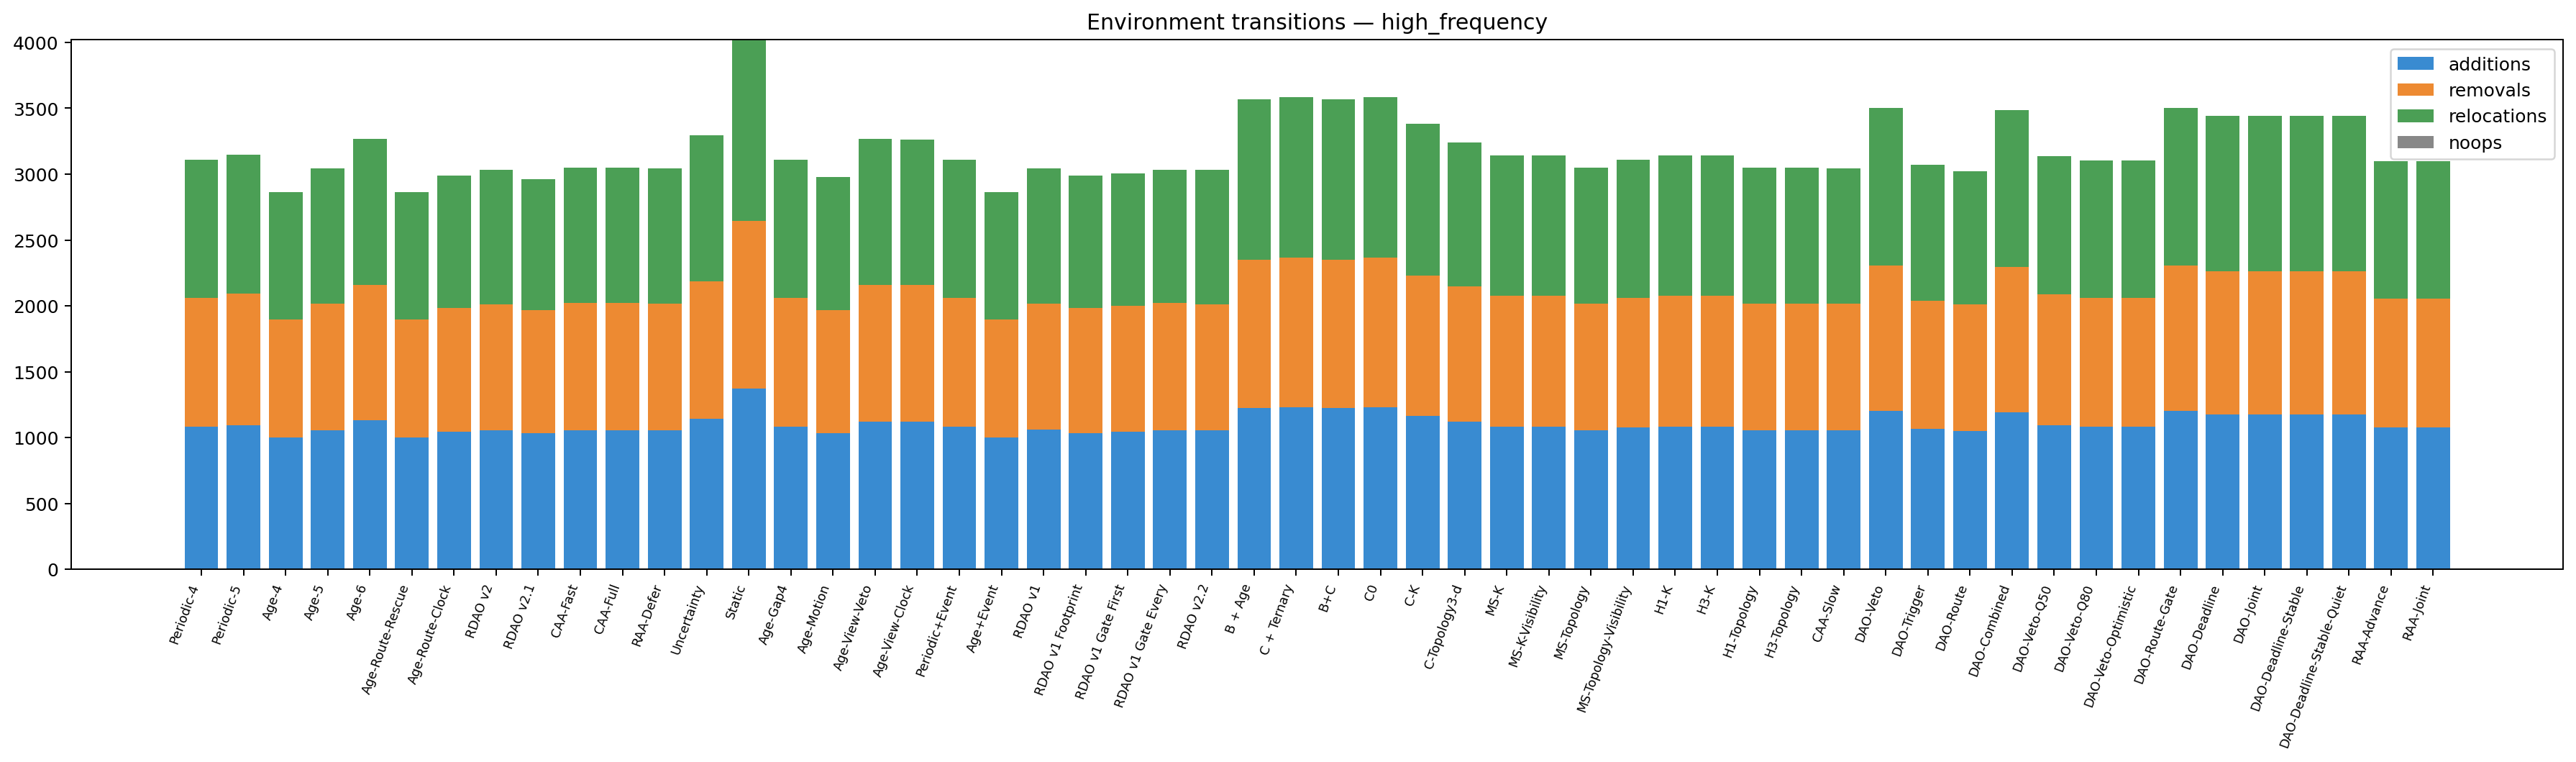 Environment transitions — high_frequency
4000
3500
3000
2500
2000
1500
1000
500
0
additions
removals
relocations
noops
Periodic-4
Periodic-5
Age-4
Age-5
Age-6
Age-Route-Rescue
Age-Route-Clock
RDAO v2
RDAO v2.1
CAA-Fast
CAA-Full
RAA-Defer
Uncertainty
Static
Age-Gap4
Age-Motion
Age-View-Veto
Age-View-Clock
Periodic+Event
Age+Event
RDAO v1
RDAO v1 Footprint
RDAO v1 Gate First
RDAO v1 Gate Every
RDAO v2.2
B + Age
C + Ternary
B+C
C0
C-K
C-Topology3-d
MS-K
MS-K-Visibility
MS-Topology
MS-Topology-Visibility
H1-K
H3-K
H1-Topology
H3-Topology
CAA-Slow
DAO-Veto
DAO-Trigger
DAO-Route
DAO-Combined
DAO-Veto-Q50
DAO-Veto-Q80
DAO-Veto-Optimistic
DAO-Route-Gate
DAO-Deadline
DAO-Joint
DAO-Deadline-Stable
DAO-Deadline-Stable-Quiet
RAA-Advance
RAA-Joint